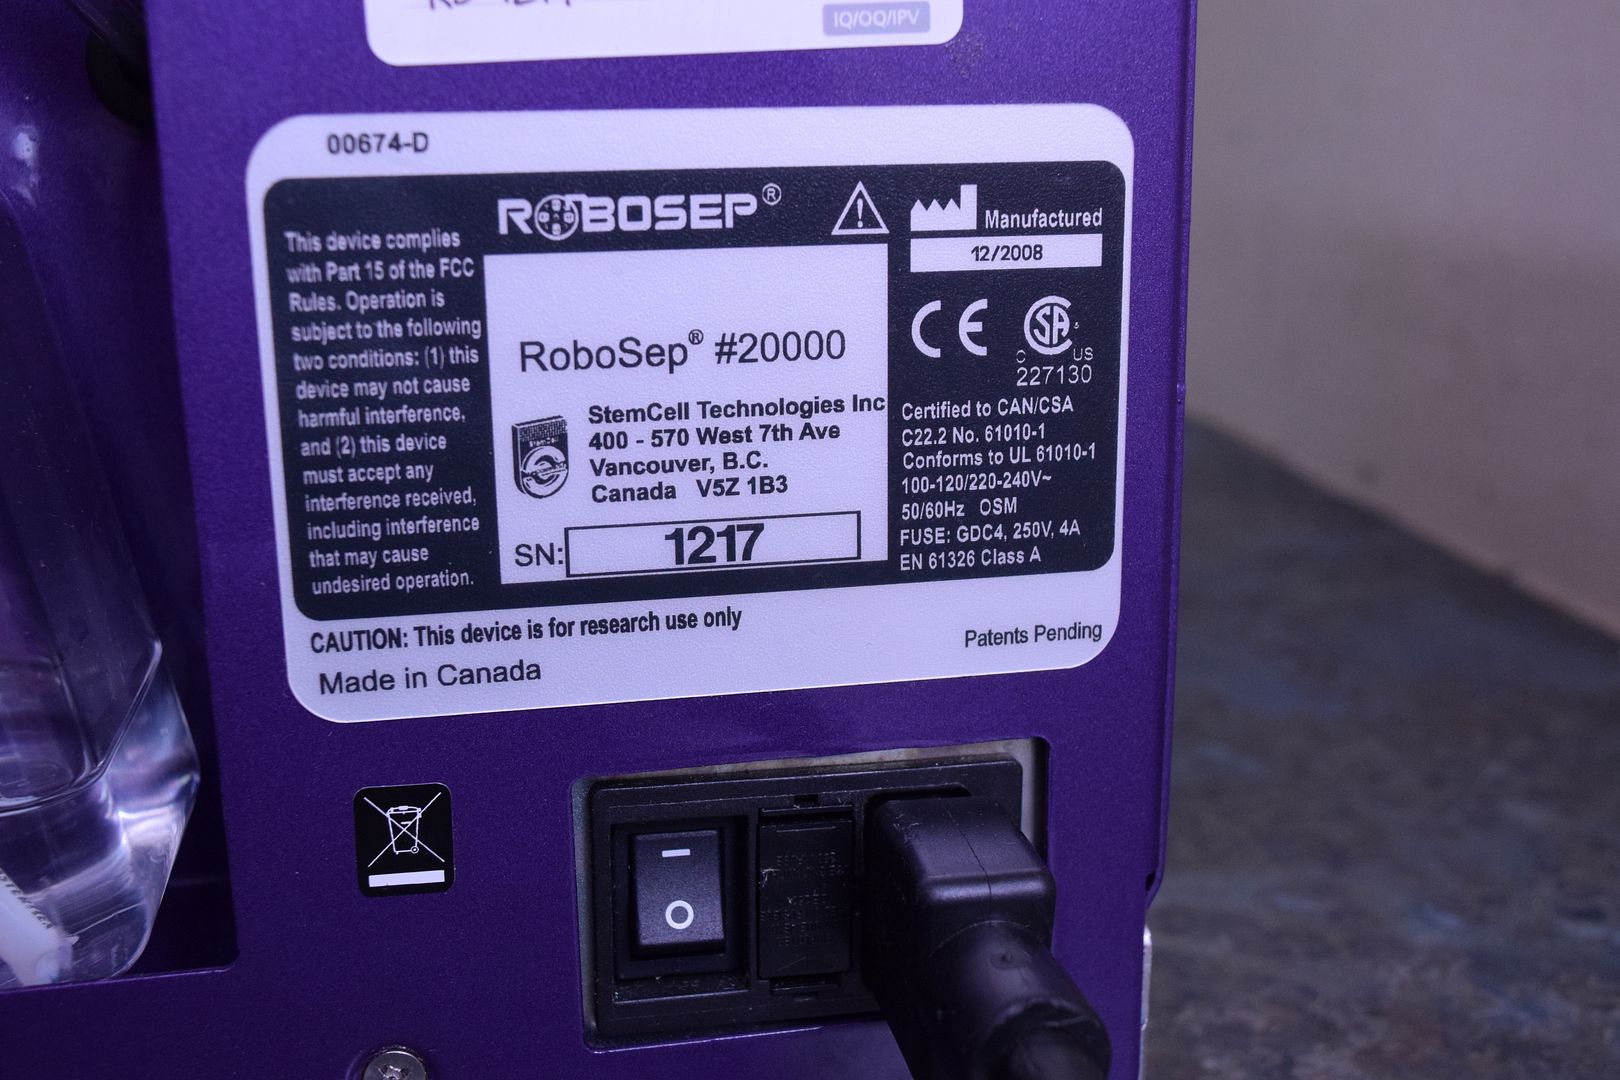 IQ/OQ/IPV
00674-D
ROBOSEP®
This device complies
with Part 15 of the FCC
Rules. Operation is
subject to the following
two conditions: (1) this
device may not cause
harmful interference,
and (2) this device
must accept any
interference received,
including interference
that may cause
undesired operation.
RoboSep® #20000
StemCell Technologies Inc
400 - 570 West 7th Ave
Vancouver, B.C.
Canada V5Z 1B3
SN: 1217
Manufactured
12/2008
CE
SA
C US
227130
Certified to CAN/CSA
C22.2 No. 61010-1
Conforms to UL 61010-1
100-120/220-240V~
50/60Hz OSM
FUSE: GDC4, 250V, 4A
EN 61326 Class A
CAUTION: This device is for research use only
Made in Canada
Patents Pending